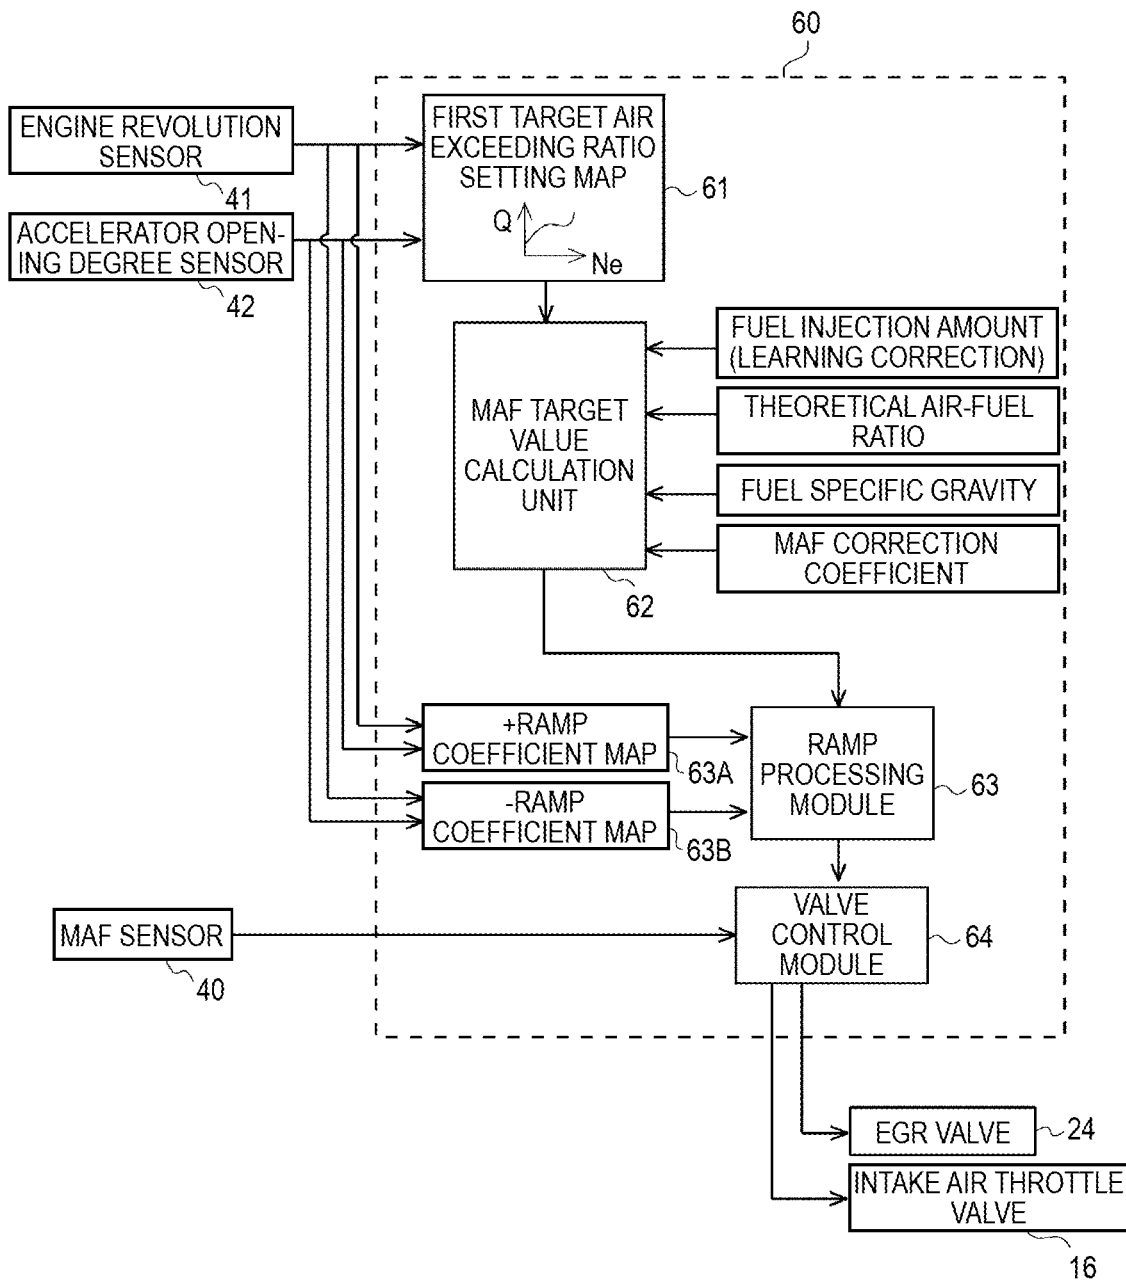 60
ENGINE REVOLUTION
SENSOR
41
ACCELERATOR OPEN-
ING DEGREE SENSOR
42
FIRST TARGET AIR
EXCEEDING RATIO
SETTING MAP
Q
Ne
61
MAF TARGET
VALUE
CALCULATION
UNIT
62
FUEL INJECTION AMOUNT
(LEARNING CORRECTION)
THEORETICAL AIR-FUEL
RATIO
FUEL SPECIFIC GRAVITY
MAF CORRECTION
COEFFICIENT
+RAMP
COEFFICIENT MAP
63A
-RAMP
COEFFICIENT MAP
63B
RAMP
PROCESSING
MODULE
63
MAF SENSOR
40
VALVE
CONTROL
MODULE
64
EGR VALVE
24
INTAKE AIR THROTTLE
VALVE
16